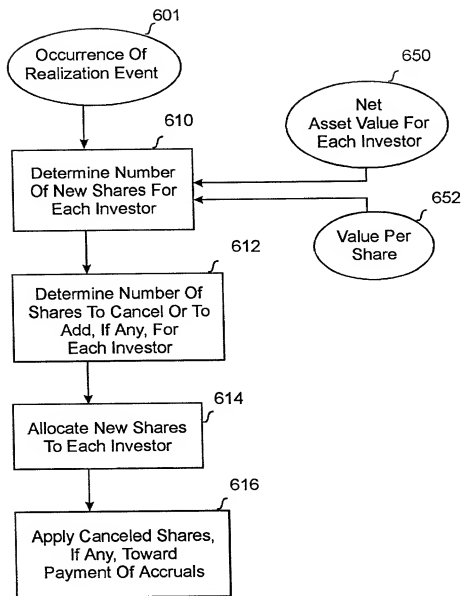 601
Occurrence Of
Realization Event
650
Net
Asset Value For
Each Investor
610
Determine Number
Of New Shares For
Each Investor
652
Value Per
Share
612
Determine Number Of
Shares To Cancel Or To
Add, If Any, For
Each Investor
614
Allocate New Shares
To Each Investor
616
Apply Canceled Shares,
If Any, Toward
Payment Of Accruals